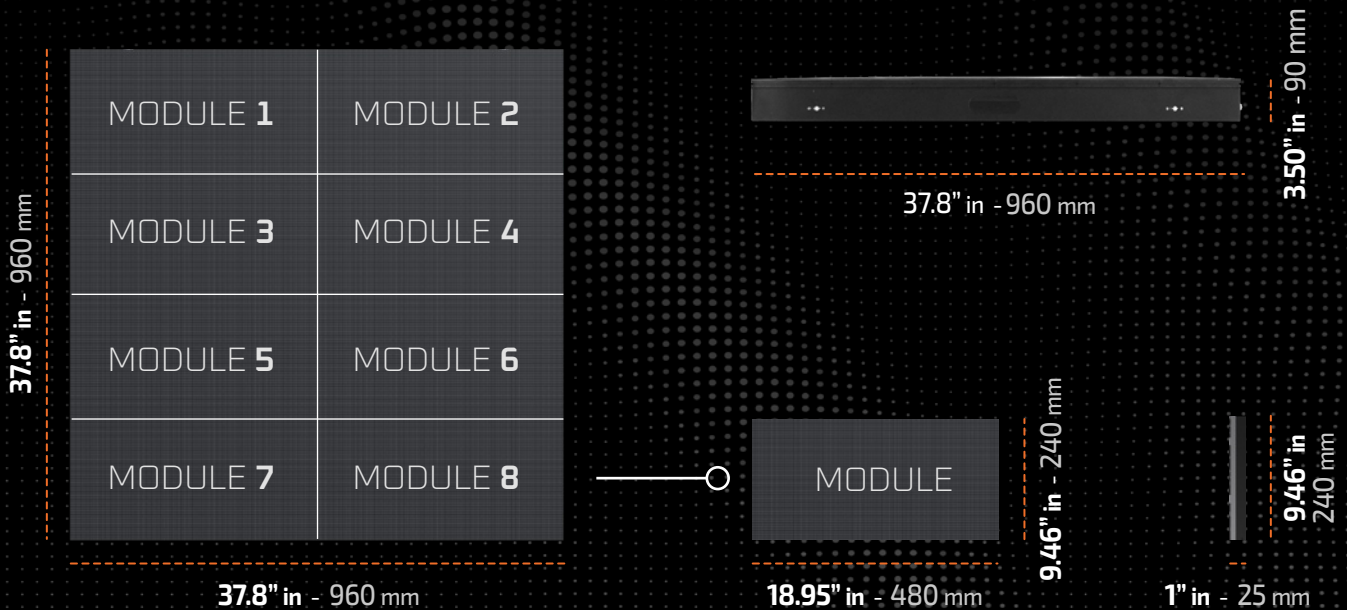 MODULE 1
MODULE 2
MODULE 3
MODULE 4
MODULE 5
MODULE 6
MODULE 7
MODULE 8
37.8” in - 960 mm
37.8” in - 960 mm
37.8” in - 960 mm
3.50” in - 90 mm
MODULE
9.46” in - 240 mm
18.95” in - 480 mm
9.46” in
240 mm
1” in - 25 mm